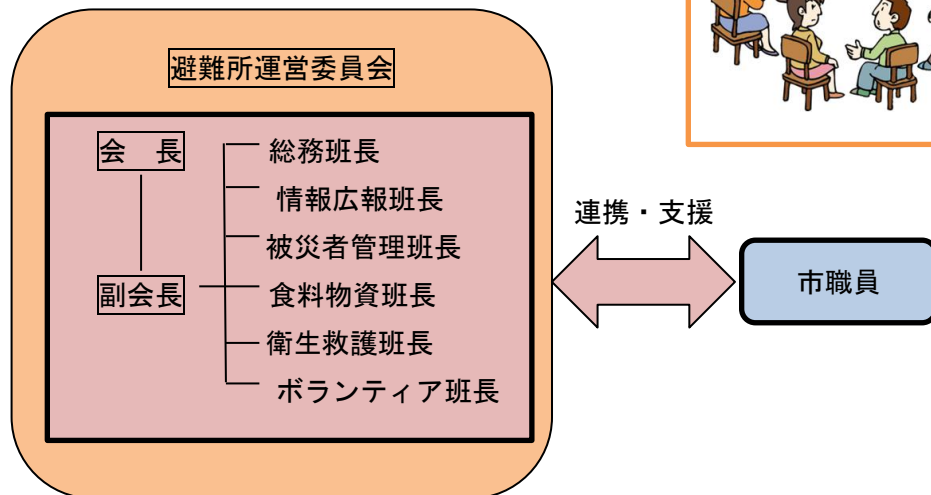 避難所運営委員会
会　長
副会長
総務班長
情報広報班長
被災者管理班長
食料物資班長
衛生救護班長
ボランティア班長
連携・支援
市職員